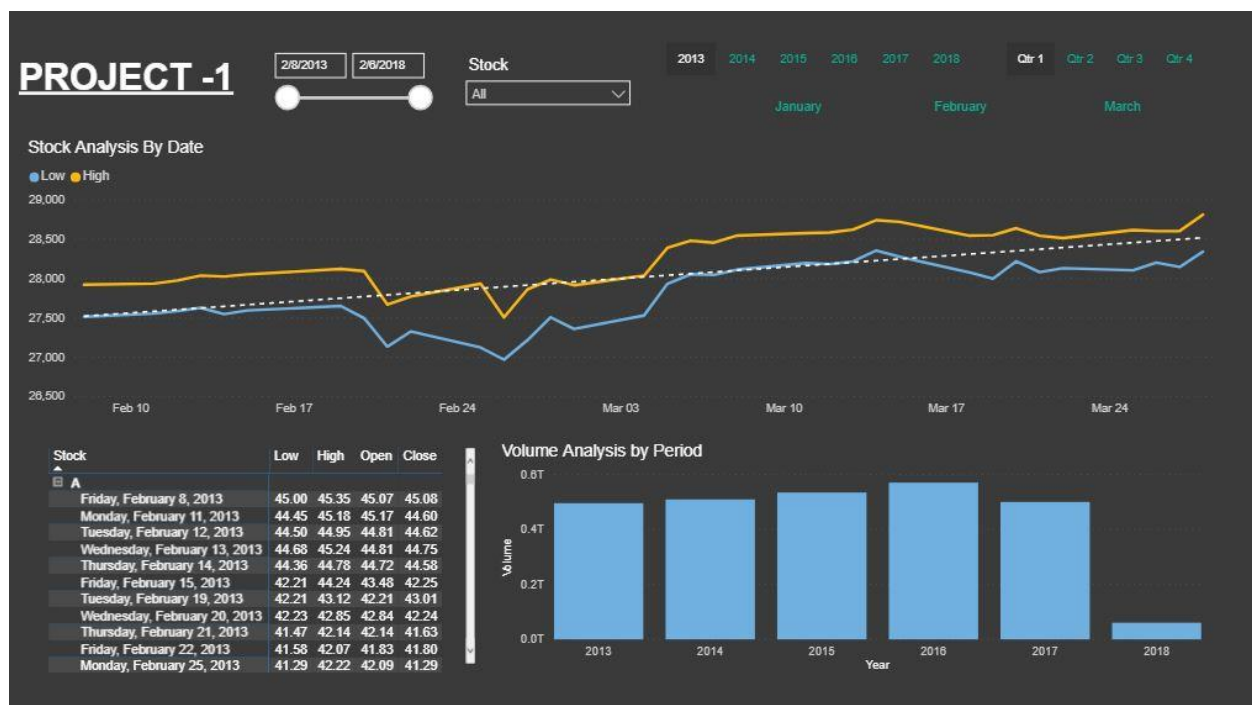 PROJECT -1
2/8/2013 2/6/2018
Stock
All
2013 2014 2015 2016 2017 2018 Qtr 1 Qtr 2 Qtr 3 Qtr 4
January February March
Stock Analysis By Date
Low High
29,000
28,500
28,000
27,500
27,000
26,500
Feb 10 Feb 17 Feb 24 Mar 03 Mar 10 Mar 17 Mar 24
Stock Low High Open Close
A
Friday, February 8, 2013 45.00 45.35 45.07 45.08
Monday, February 11, 2013 44.45 45.18 45.17 44.60
Tuesday, February 12, 2013 44.50 44.95 44.81 44.62
Wednesday, February 13, 2013 44.68 45.24 44.81 44.75
Thursday, February 14, 2013 44.36 44.78 44.72 44.58
Friday, February 15, 2013 42.21 44.24 43.48 42.25
Tuesday, February 19, 2013 42.21 43.12 42.21 43.01
Wednesday, February 20, 2013 42.23 42.85 42.84 42.24
Thursday, February 21, 2013 41.47 42.14 42.14 41.63
Friday, February 22, 2013 41.58 42.07 41.83 41.80
Monday, February 25, 2013 41.29 42.22 42.09 41.29
Volume Analysis by Period
0.6T
0.4T
0.2T
0.0T
Volume
2013 2014 2015 2016 2017 2018
Year